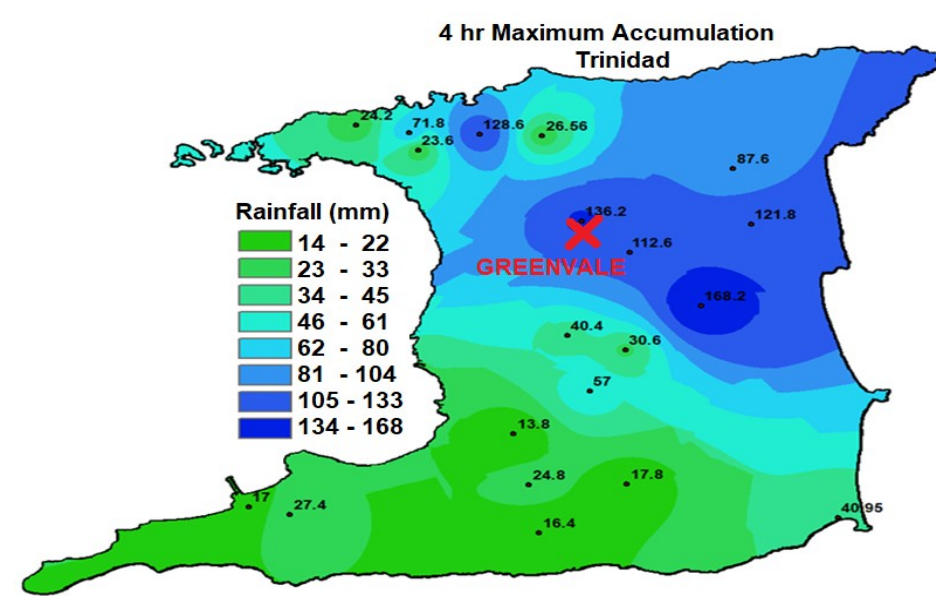 4 hr Maximum Accumulation
Trinidad
24.2
71.8
128.6
26.56
23.6
87.6
136.2
121.8
112.6
GREENVALE
168.2
Rainfall (mm)
14 - 22
23 - 33
34 - 45
46 - 61
62 - 80
81 - 104
105 - 133
134 - 168
40.4
30.6
57
13.8
24.8
17.8
17
27.4
16.4
40.95